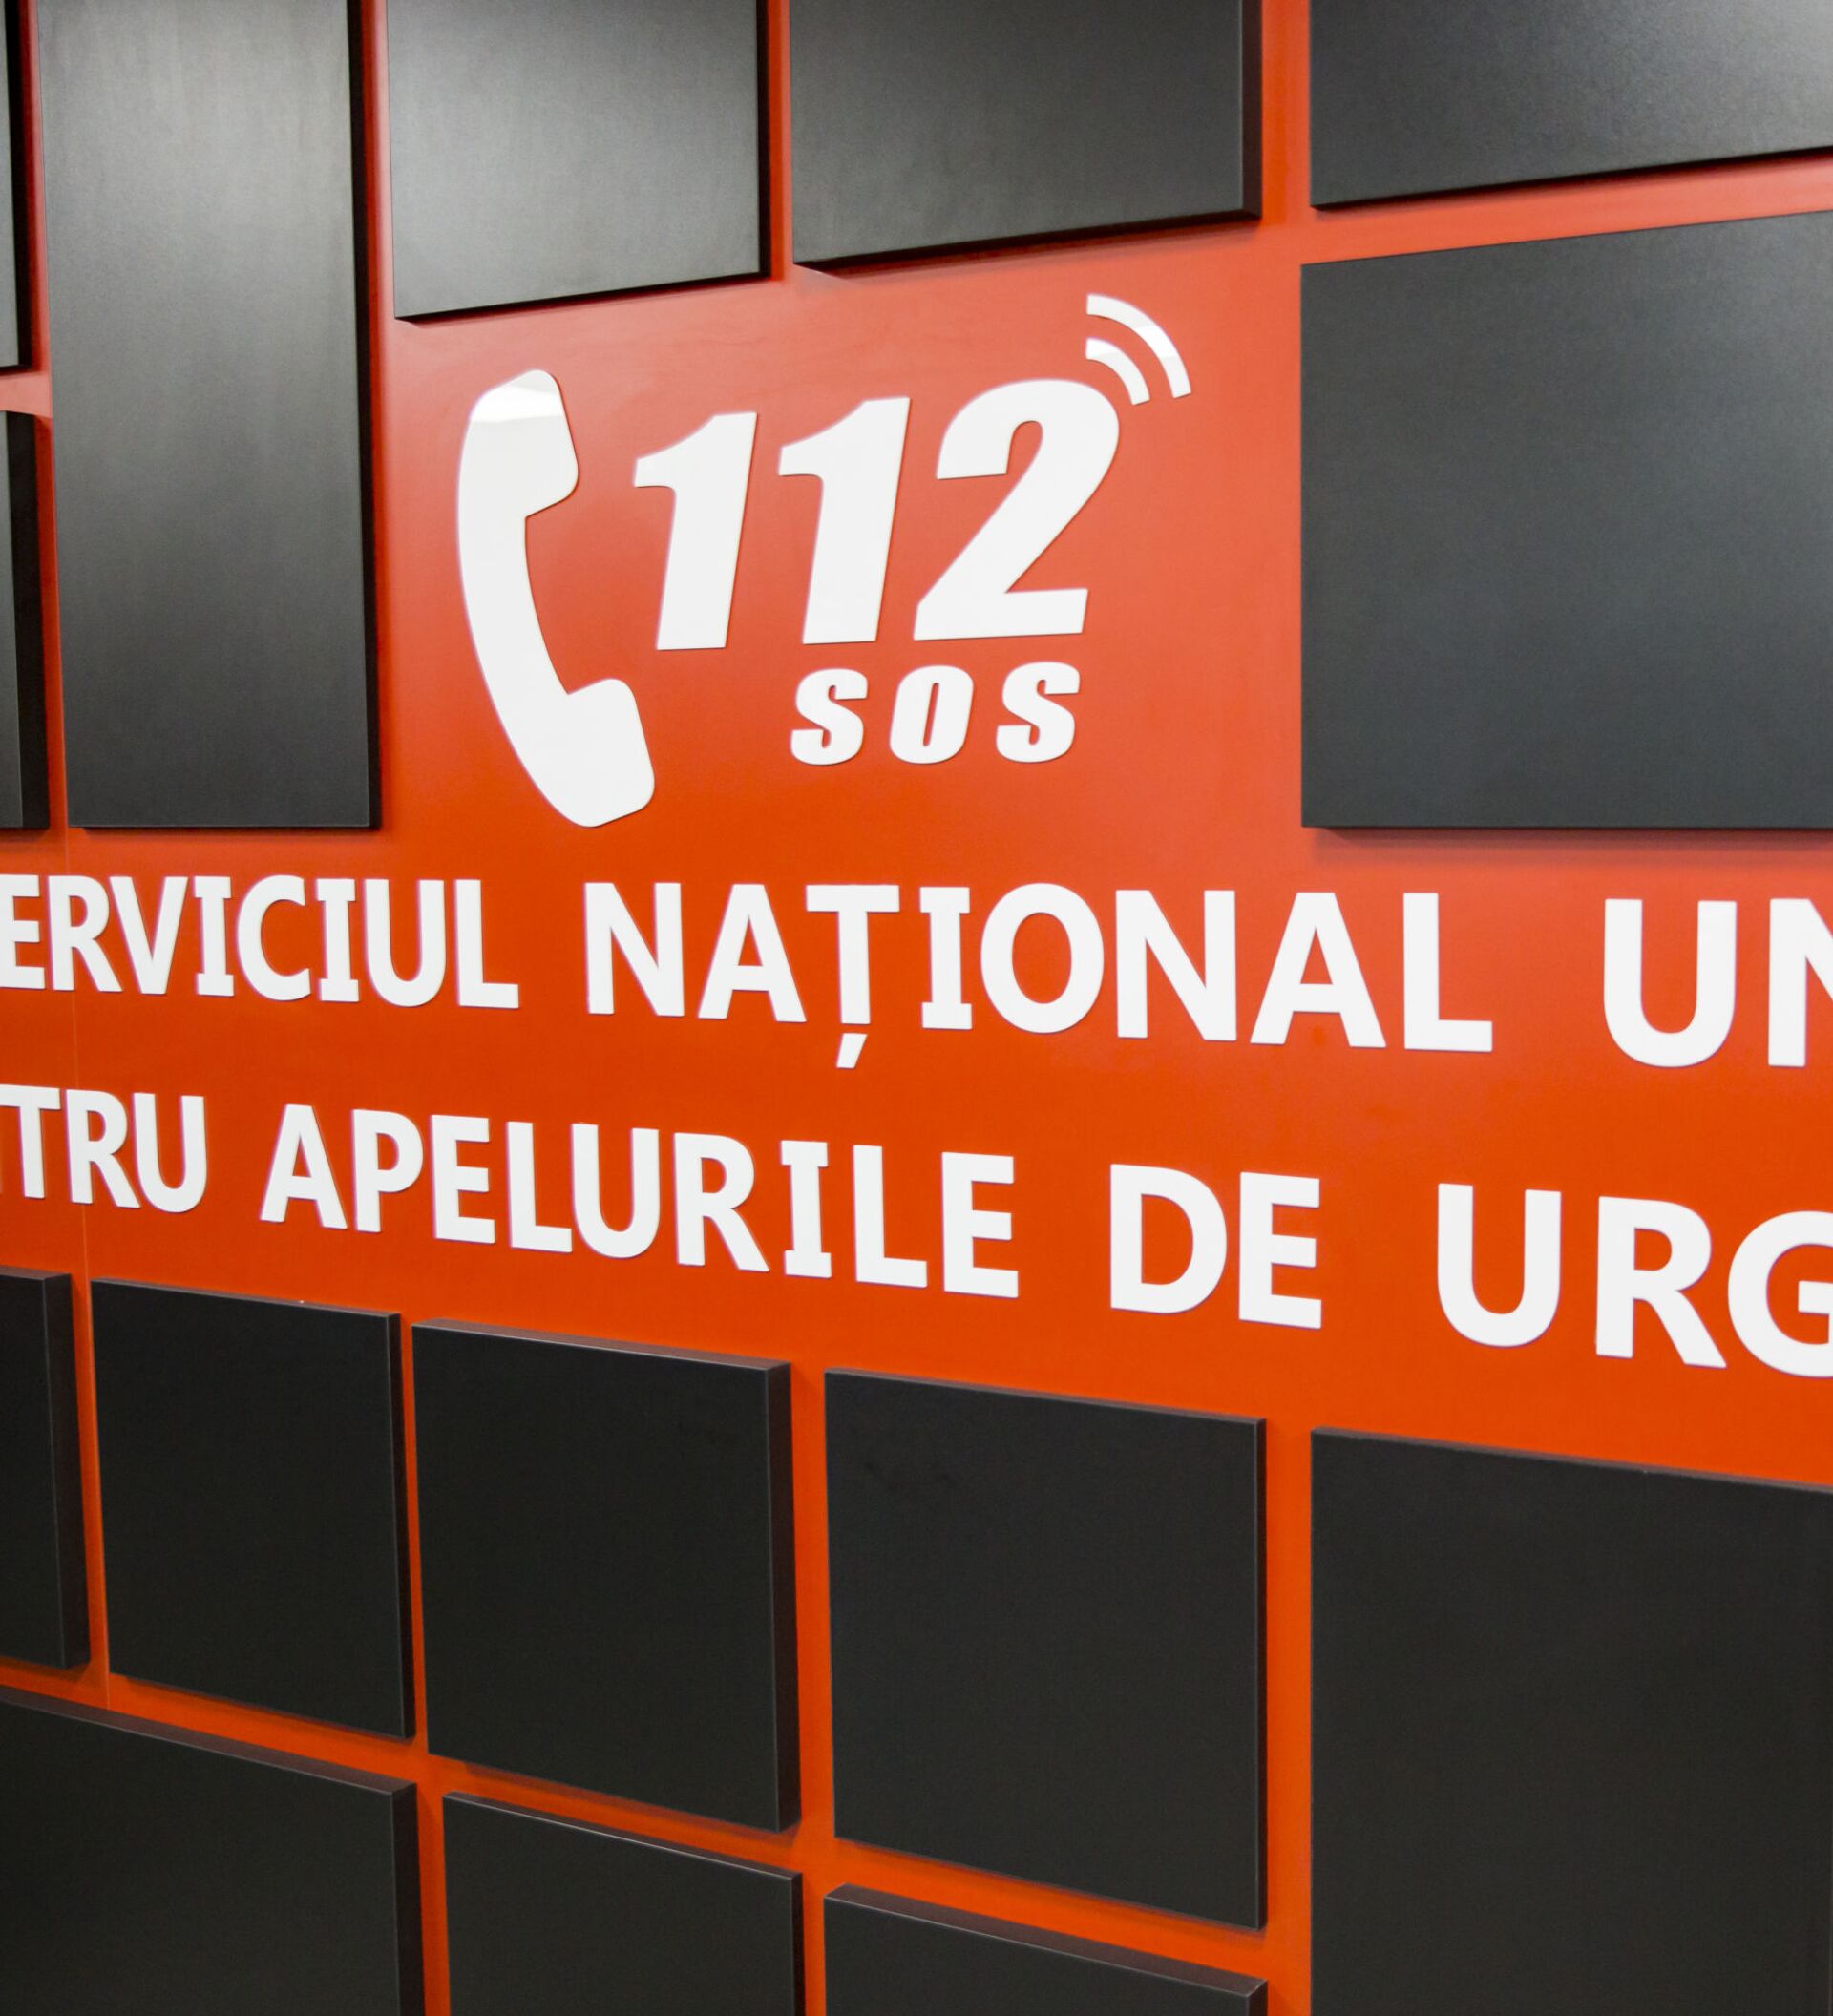 112
SOS
ERVICIUL NAȚIONAL UN
TRU APELURILE DE URG